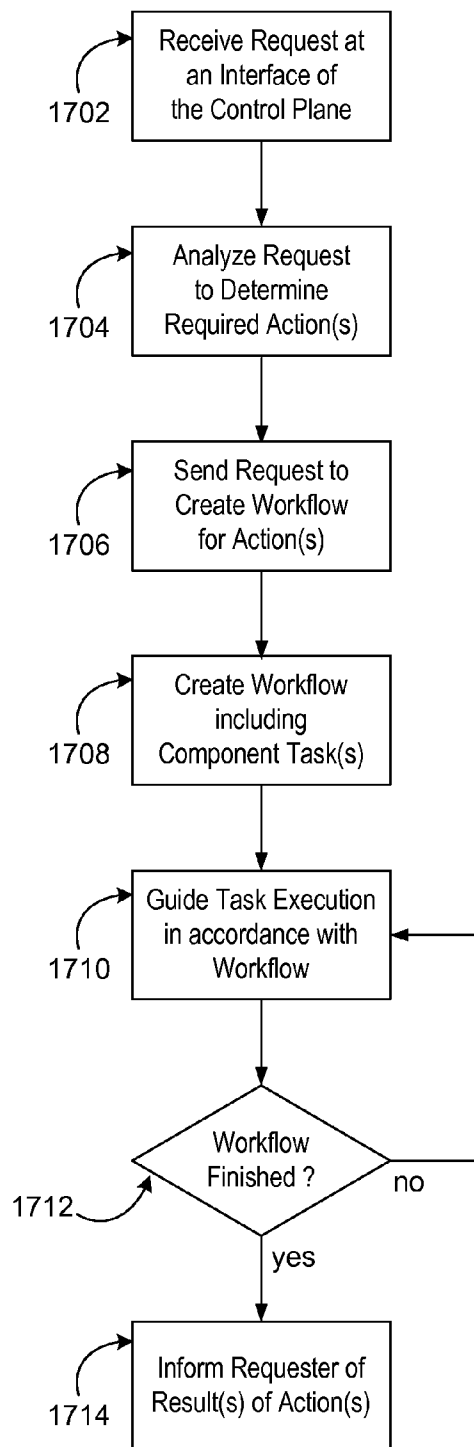 Receive Request at
an Interface of
the Control Plane
1702
Analyze Request
to Determine
Required Action(s)
1704
Send Request to
Create Workflow
for Action(s)
1706
Create Workflow
including
Component Task(s)
1708
Guide Task Execution
in accordance with
Workflow
1710
Workflow
Finished ?
no
1712
yes
Inform Requester of
Result(s) of Action(s)
1714